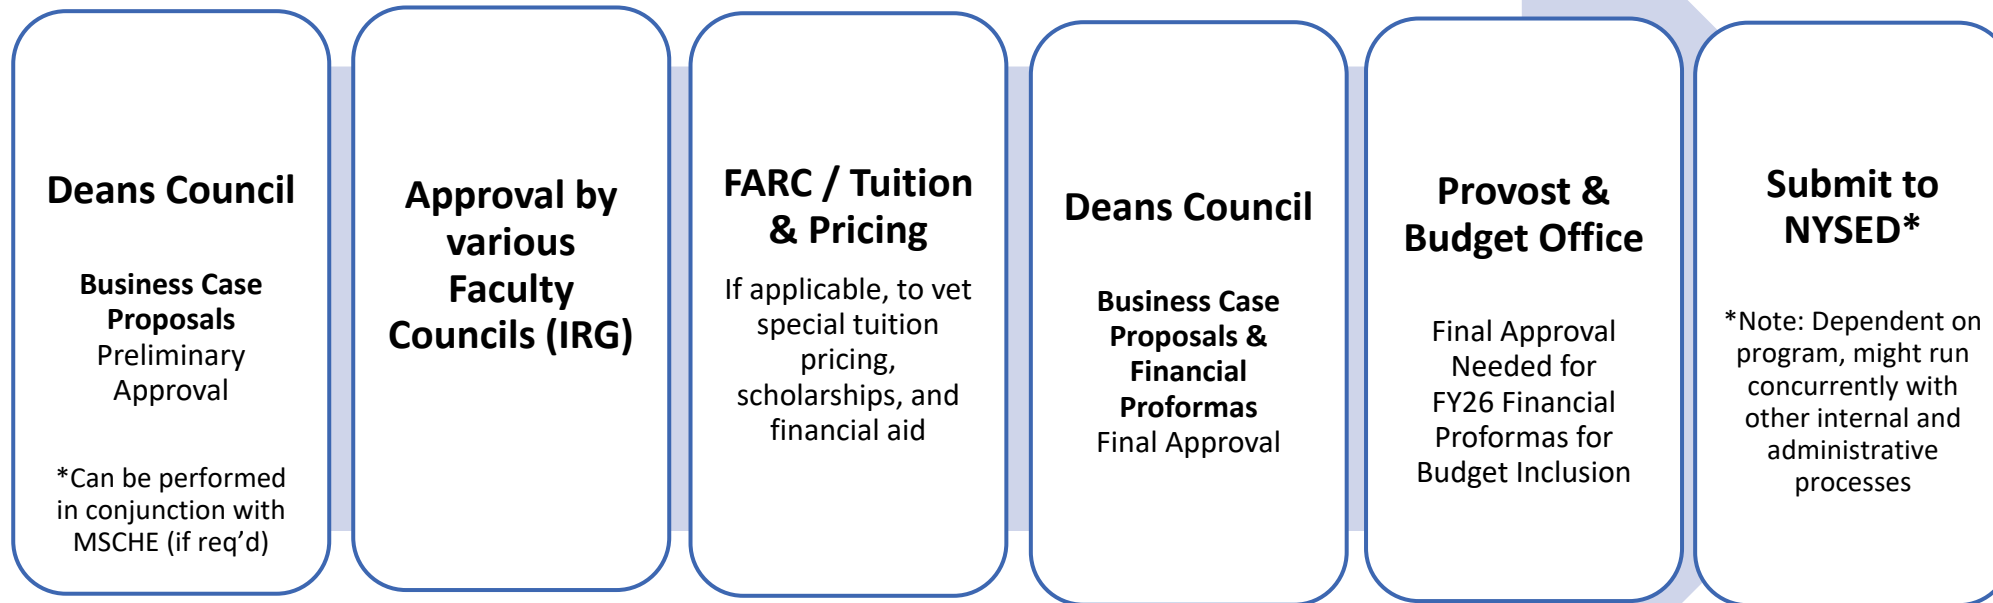 Deans Council
Business Case
Proposals
Preliminary
Approval
*Can be performed
in conjunction with
MSCHE (if req’d)
Approval by
various
Faculty
Councils (IRG)
FARC / Tuition
& Pricing
If applicable, to vet
special tuition
pricing,
scholarships, and
financial aid
Deans Council
Business Case
Proposals &
Financial
Proformas
Final Approval
Provost &
Budget Office
Final Approval
Needed for
FY26 Financial
Proformas for
Budget Inclusion
Submit to
NYSED*
*Note: Dependent on
program, might run
concurrently with
other internal and
administrative
processes